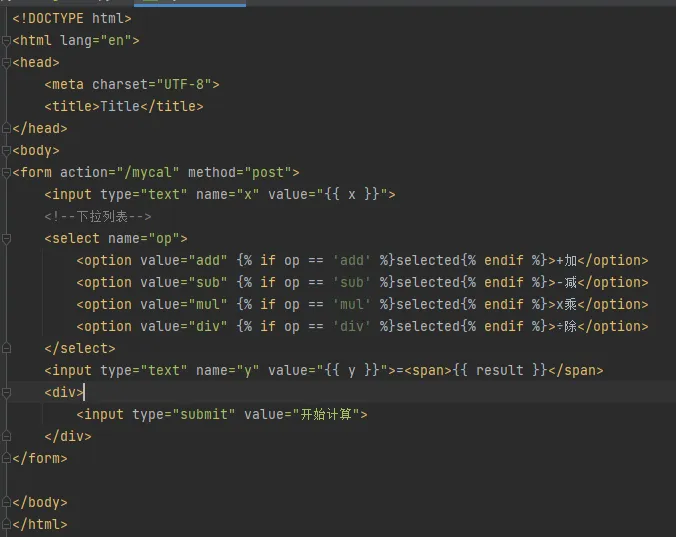 <!DOCTYPE html>
<html lang="en">
<head>
    <meta charset="UTF-8">
    <title>Title</title>
</head>
<body>
<form action="/mycal" method="post">
    <input type="text" name="x" value="{{ x }}">
    <!--下拉列表-->
    <select name="op">
        <option value="add" {% if op == 'add' %}selected{% endif %}>+加</option>
        <option value="sub" {% if op == 'sub' %}selected{% endif %}>-减</option>
        <option value="mul" {% if op == 'mul' %}selected{% endif %}>x乘</option>
        <option value="div" {% if op == 'div' %}selected{% endif %}>÷除</option>
    </select>
    <input type="text" name="y" value="{{ y }}">=<span>{{ result }}</span>
    <div>
        <input type="submit" value="开始计算">
    </div>
</form>

</body>
</html>